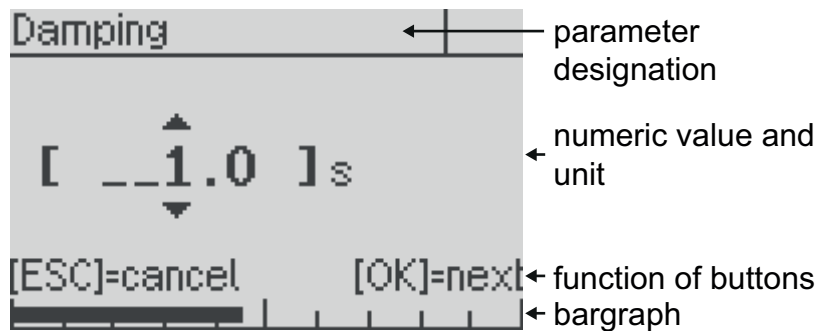 Damping
parameter
designation
[ __1.0 ]s
numeric value and
unit
[ESC]=cancel [OK]=next
function of buttons
bargraph